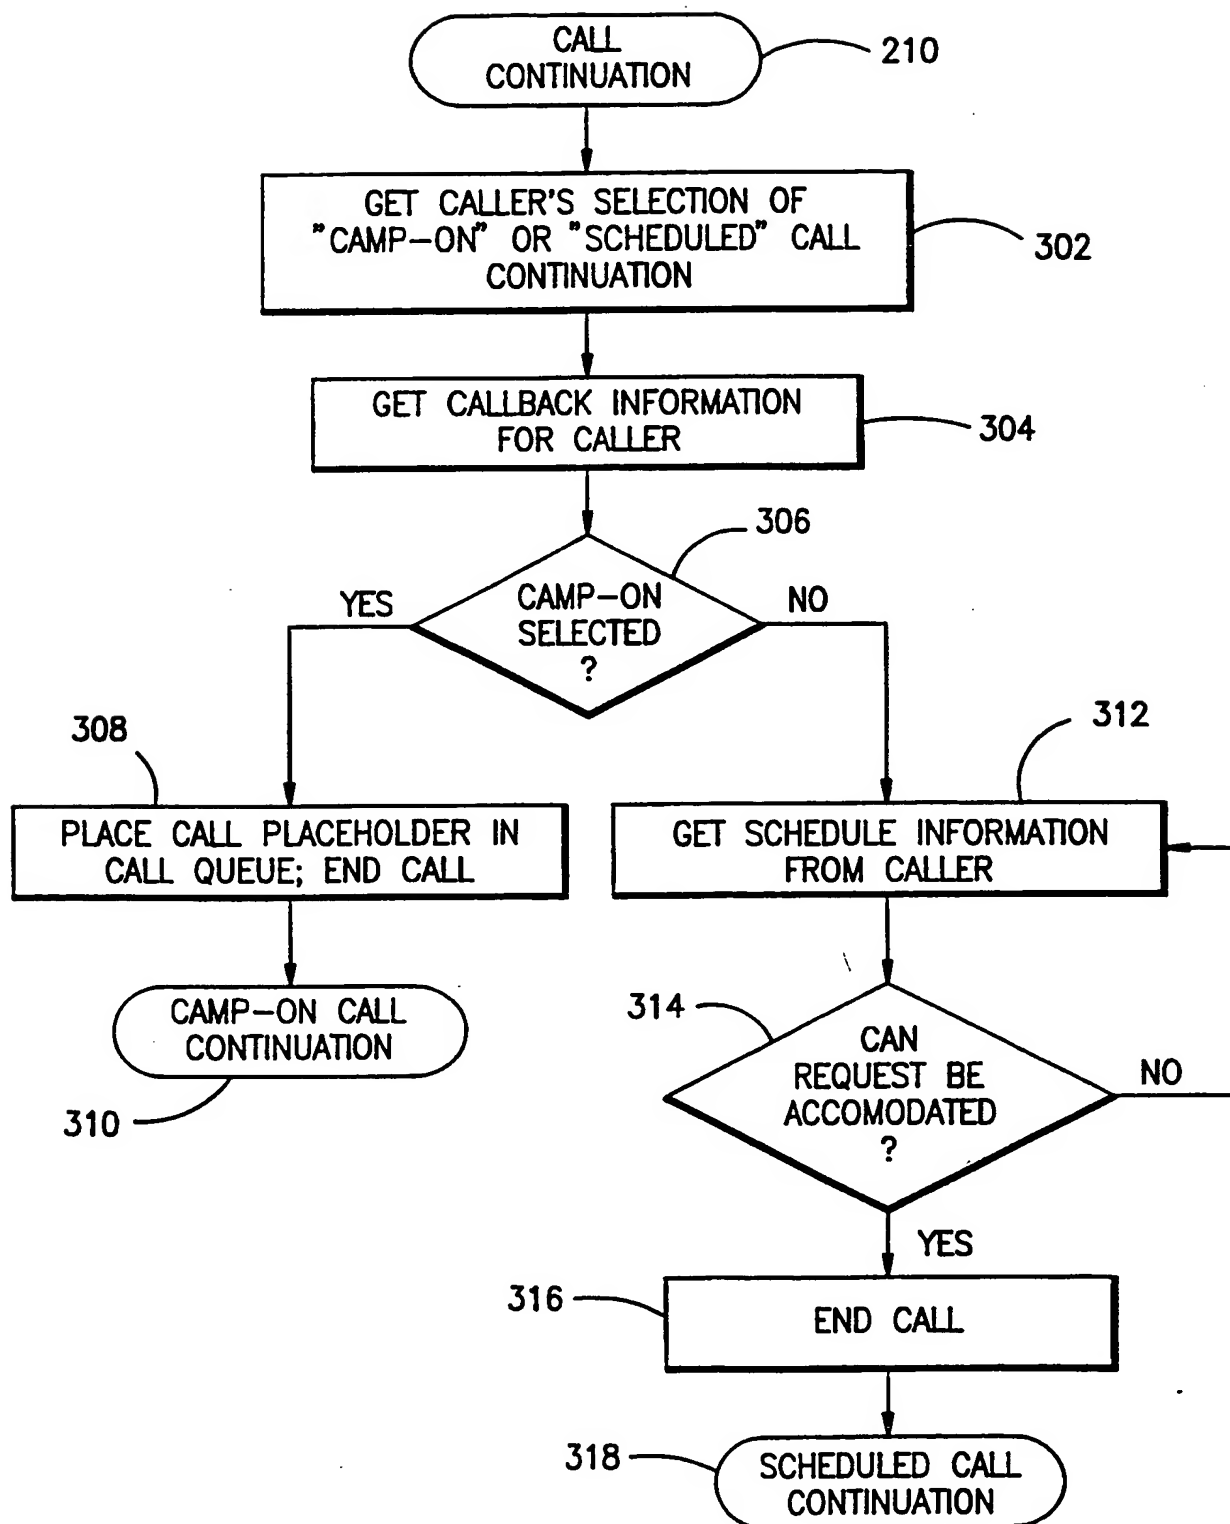 CALL
CONTINUATION
210
GET CALLER'S SELECTION OF
"CAMP-ON" OR "SCHEDULED" CALL
CONTINUATION
302
GET CALLBACK INFORMATION
FOR CALLER
304
306
CAMP-ON
SELECTED
?
YES
NO
308
PLACE CALL PLACEHOLDER IN
CALL QUEUE; END CALL
312
GET SCHEDULE INFORMATION
FROM CALLER
CAMP-ON CALL
CONTINUATION
310
314
CAN
REQUEST BE
ACCOMODATED
?
NO
YES
316
END CALL
318
SCHEDULED CALL
CONTINUATION